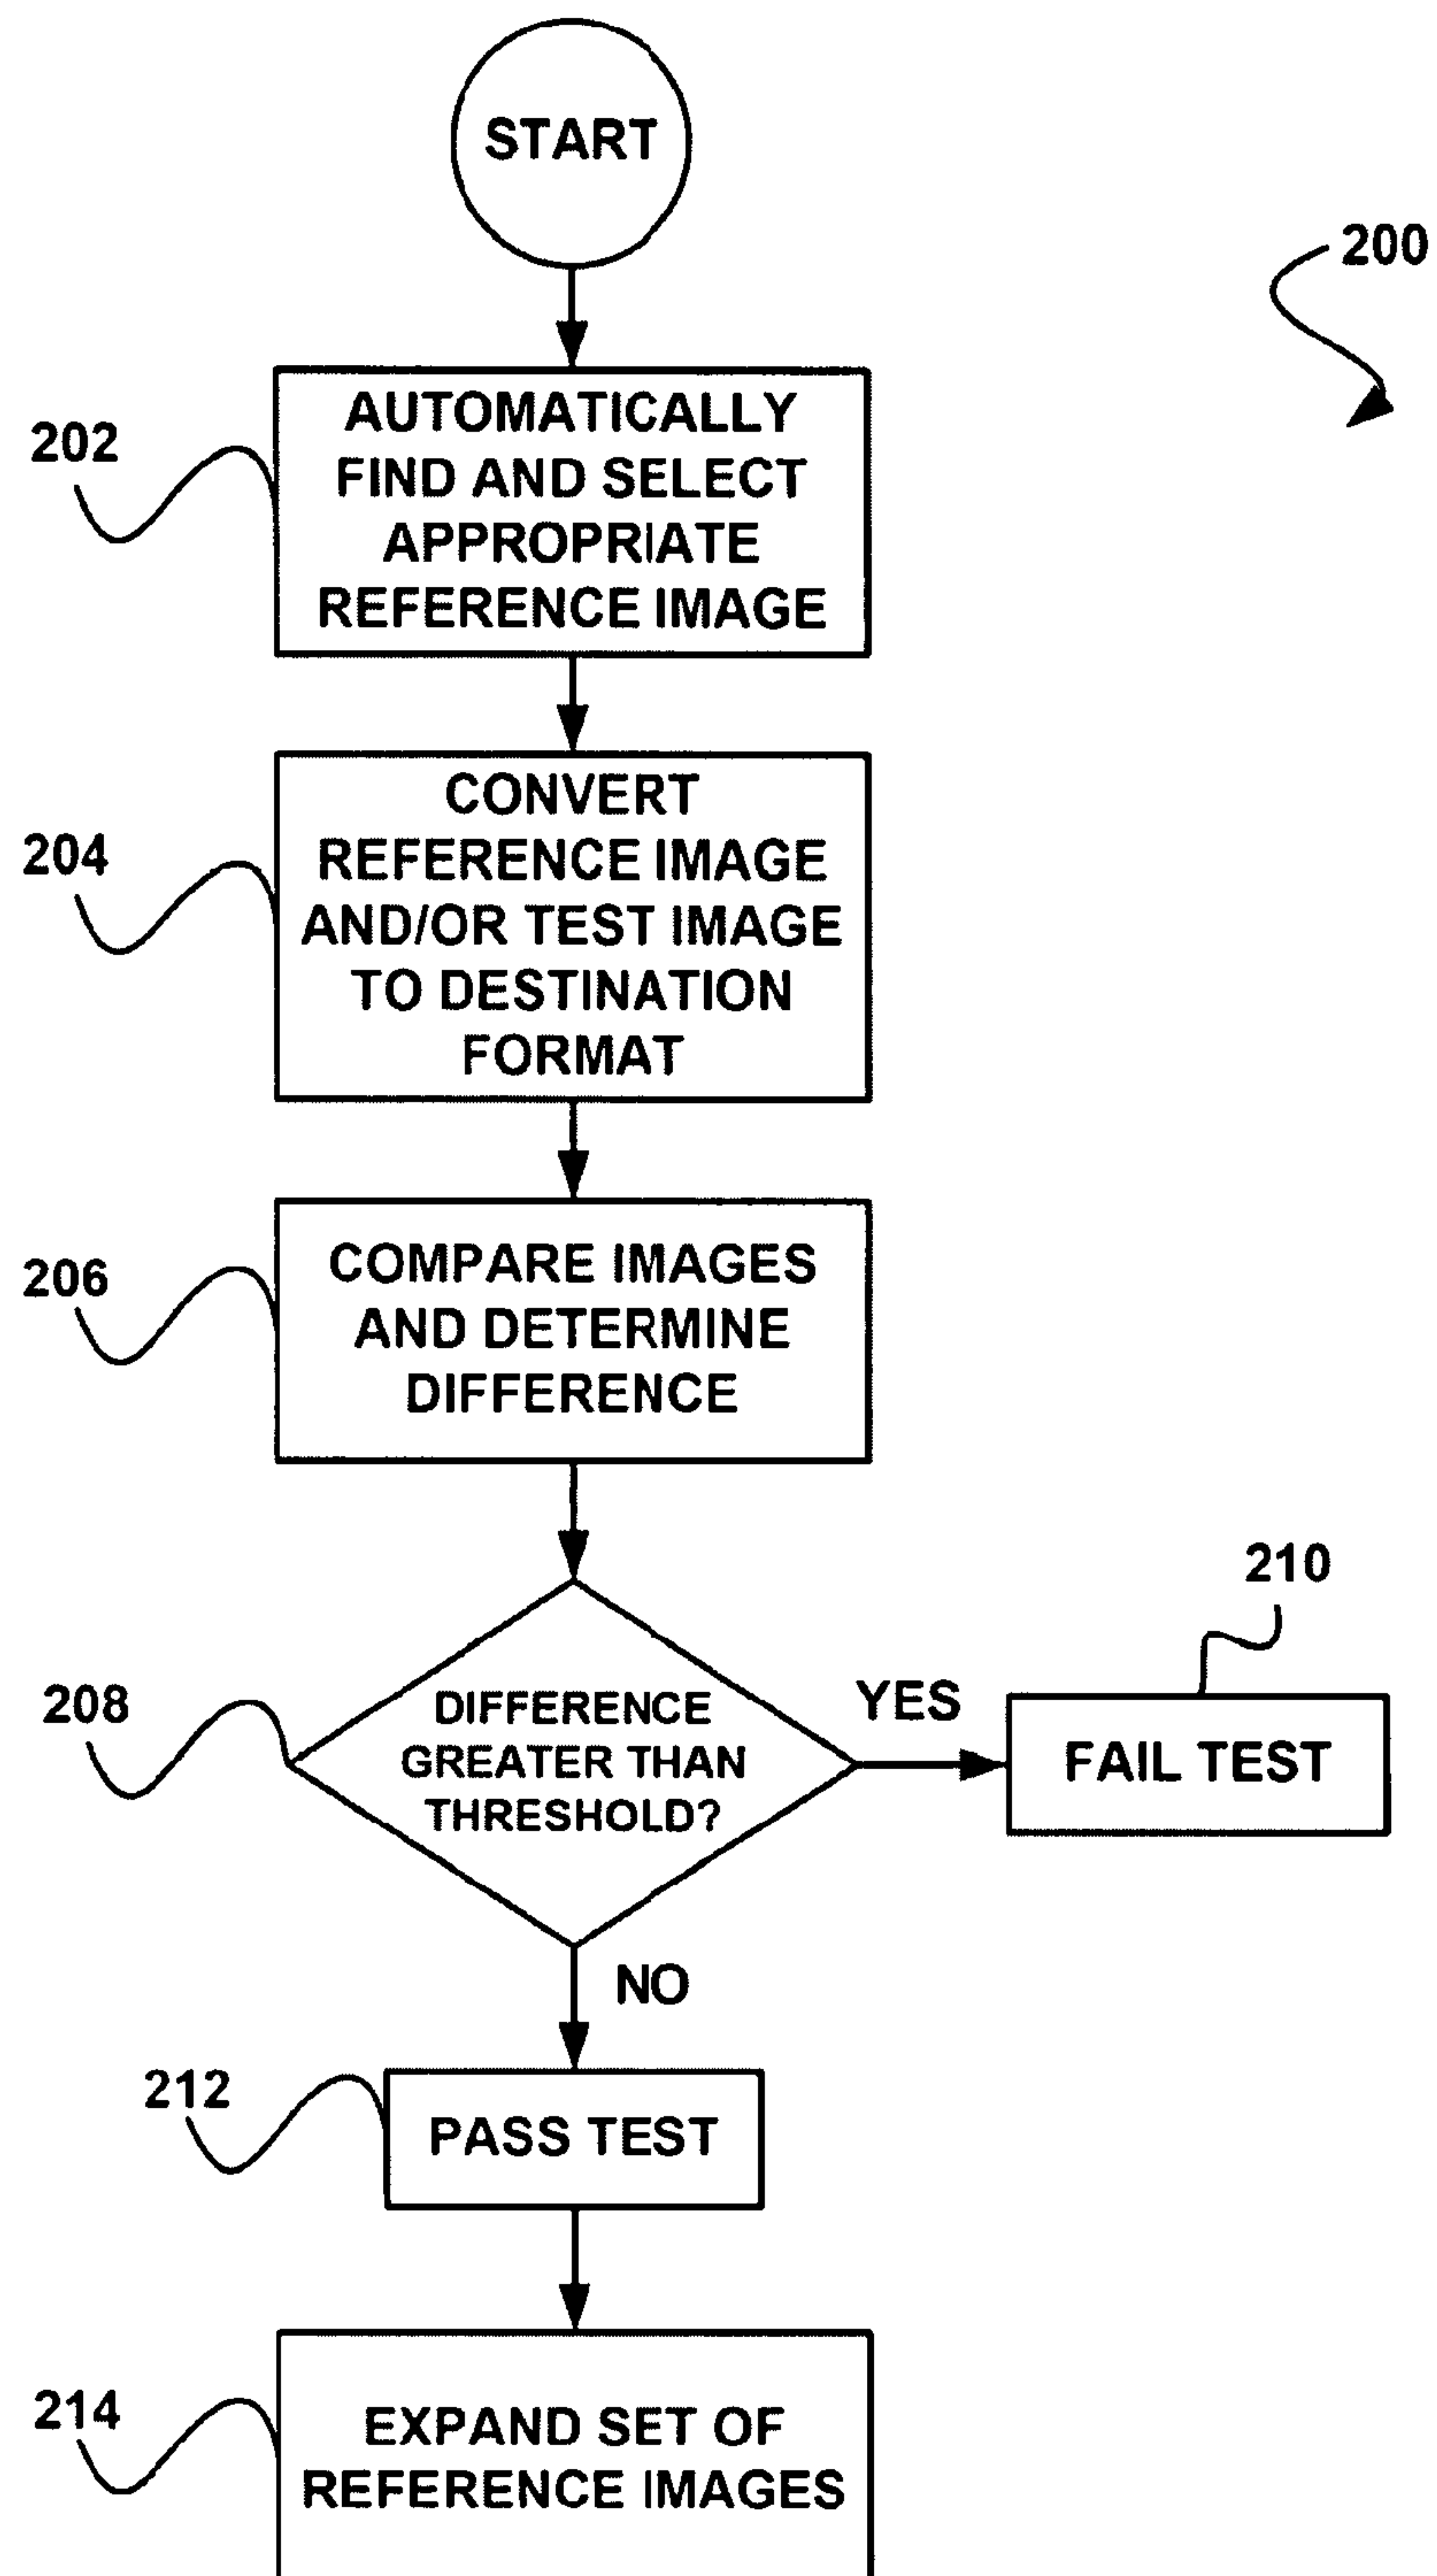 START
200
202
AUTOMATICALLY
FIND AND SELECT
APPROPRIATE
REFERENCE IMAGE
204
CONVERT
REFERENCE IMAGE
AND/OR TEST IMAGE
TO DESTINATION
FORMAT
206
COMPARE IMAGES
AND DETERMINE
DIFFERENCE
208
DIFFERENCE
GREATER THAN
THRESHOLD?
YES
210
FAIL TEST
NO
212
PASS TEST
214
EXPAND SET OF
REFERENCE IMAGES